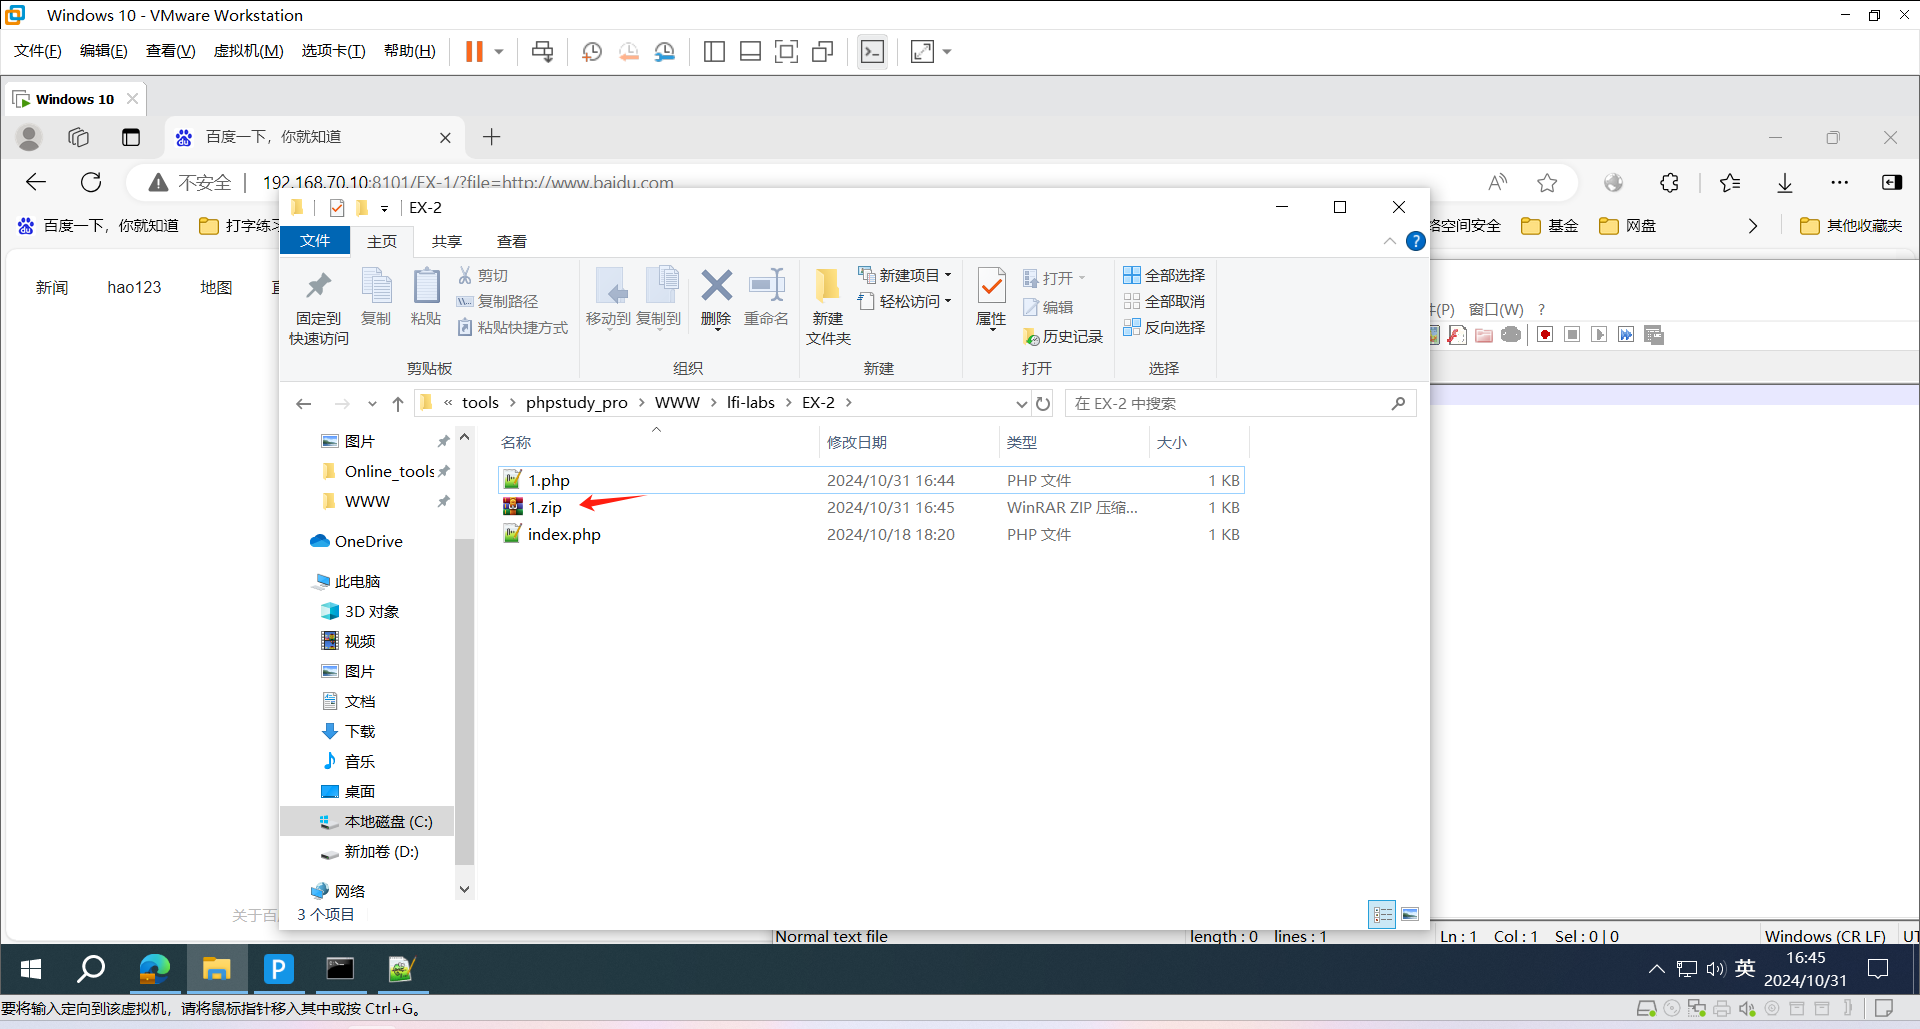 Windows 10 - VMware Workstation
文件(F) 编辑(E) 查看(V) 虚拟机(M) 选项卡(T) 帮助(H)
Windows 10
百度一下，你就知道
不安全 192.168.70.10:8101/EX-1/?file=http://www.baidu.com
百度一下，你就知道 打字练习 络空间安全 基金 网盘 其他收藏夹
EX-2
文件 主页 共享 查看
新闻 hao123 地图
固定到
快速访问
复制
粘贴
剪切
复制路径
粘贴快捷方式
剪贴板
移动到 复制到 删除 重命名
组织
新建
文件夹
新建项目
轻松访问
新建
属性
打开
编辑
历史记录
打开
全部选择
全部取消
反向选择
选择
(P) 窗口(W) ?
« tools › phpstudy_pro › WWW › lfi-labs › EX-2 ›
在 EX-2 中搜索
图片
Online_tools
WWW
OneDrive
此电脑
3D 对象
视频
图片
文档
下载
音乐
桌面
本地磁盘 (C:)
新加卷 (D:)
网络
名称 修改日期 类型 大小
1.php 2024/10/31 16:44 PHP 文件 1 KB
1.zip 2024/10/31 16:45 WinRAR ZIP 压缩... 1 KB
index.php 2024/10/18 18:20 PHP 文件 1 KB
关于百
3 个项目
Normal text file length : 0 lines : 1 Ln : 1 Col : 1 Sel : 0 | 0 Windows (CR LF) UT
英 16:45
2024/10/31
要将输入定向到该虚拟机，请将鼠标指针移入其中或按 Ctrl+G。